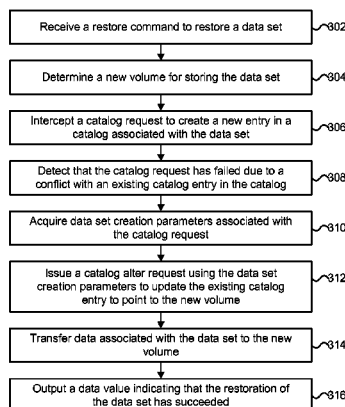 Receive a restore command to restore a data set
302
Determine a new volume for storing the data set
304
Intercept a catalog request to create a new entry in a
catalog associated with the data set
306
Detect that the catalog request has failed due to a
conflict with an existing catalog entry in the catalog
308
Acquire data set creation parameters associated with
the catalog request
310
Issue a catalog alter request using the data set
creation parameters to update the existing catalog
entry to point to the new volume
312
Transfer data associated with the data set to the new
volume
314
Output a data value indicating that the restoration of
the data set has succeeded
316